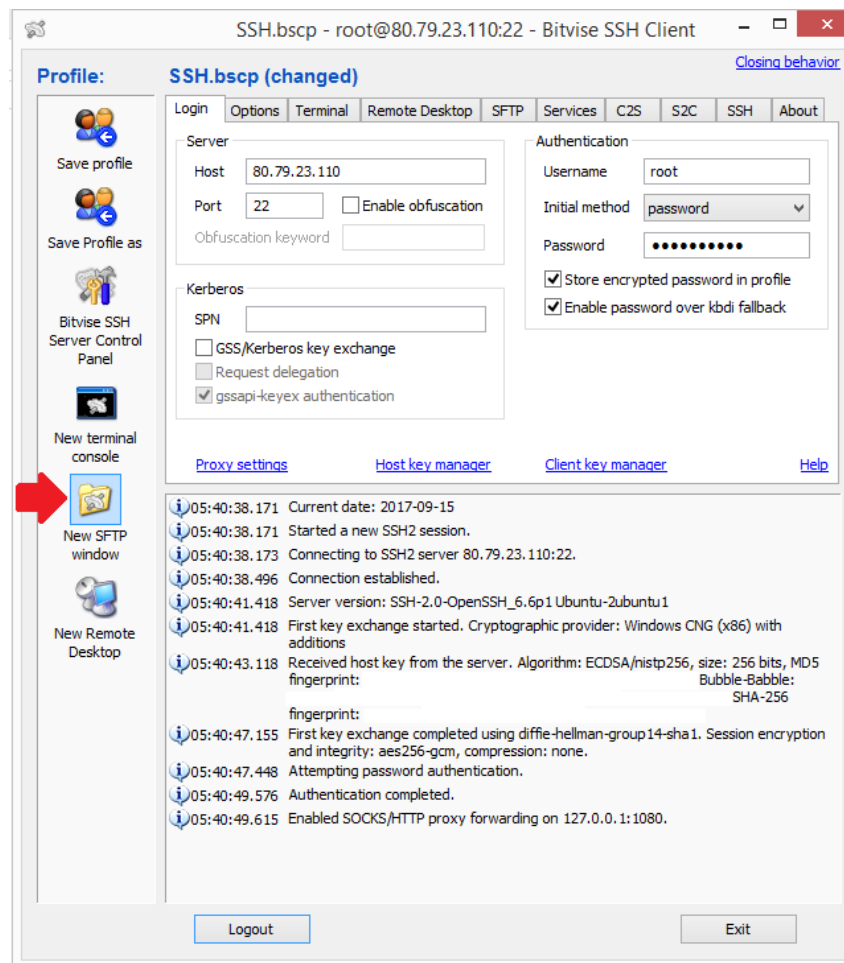 SSH.bscp - root@80.79.23.110:22 - Bitvise SSH Client
Closing behavior
Profile:
SSH.bscp (changed)
Save profile
Save Profile as
Bitvise SSH
Server Control
Panel
New terminal
console
New SFTP
window
New Remote
Desktop
Login
Options
Terminal
Remote Desktop
SFTP
Services
C2S
S2C
SSH
About
Server
Host
80.79.23.110
Port
22
Enable obfuscation
Obfuscation keyword
Kerberos
SPN
GSS/Kerberos key exchange
Request delegation
gssapi-keyex authentication
Authentication
Username
root
Initial method
password
Password
●●●●●●●●●●
Store encrypted password in profile
Enable password over kbdi fallback
Proxy settings
Host key manager
Client key manager
Help
05:40:38.171 Current date: 2017-09-15
05:40:38.171 Started a new SSH2 session.
05:40:38.173 Connecting to SSH2 server 80.79.23.110:22.
05:40:38.496 Connection established.
05:40:41.418 Server version: SSH-2.0-OpenSSH_6.6p1 Ubuntu-2ubuntu1
05:40:41.418 First key exchange started. Cryptographic provider: Windows CNG (x86) with
additions
05:40:43.118 Received host key from the server. Algorithm: ECDSA/nistp256, size: 256 bits, MD5
fingerprint: Bubble-Babble:
SHA-256
fingerprint:
05:40:47.155 First key exchange completed using diffie-hellman-group14-sha1. Session encryption
and integrity: aes256-gcm, compression: none.
05:40:47.448 Attempting password authentication.
05:40:49.576 Authentication completed.
05:40:49.615 Enabled SOCKS/HTTP proxy forwarding on 127.0.0.1:1080.
Logout
Exit